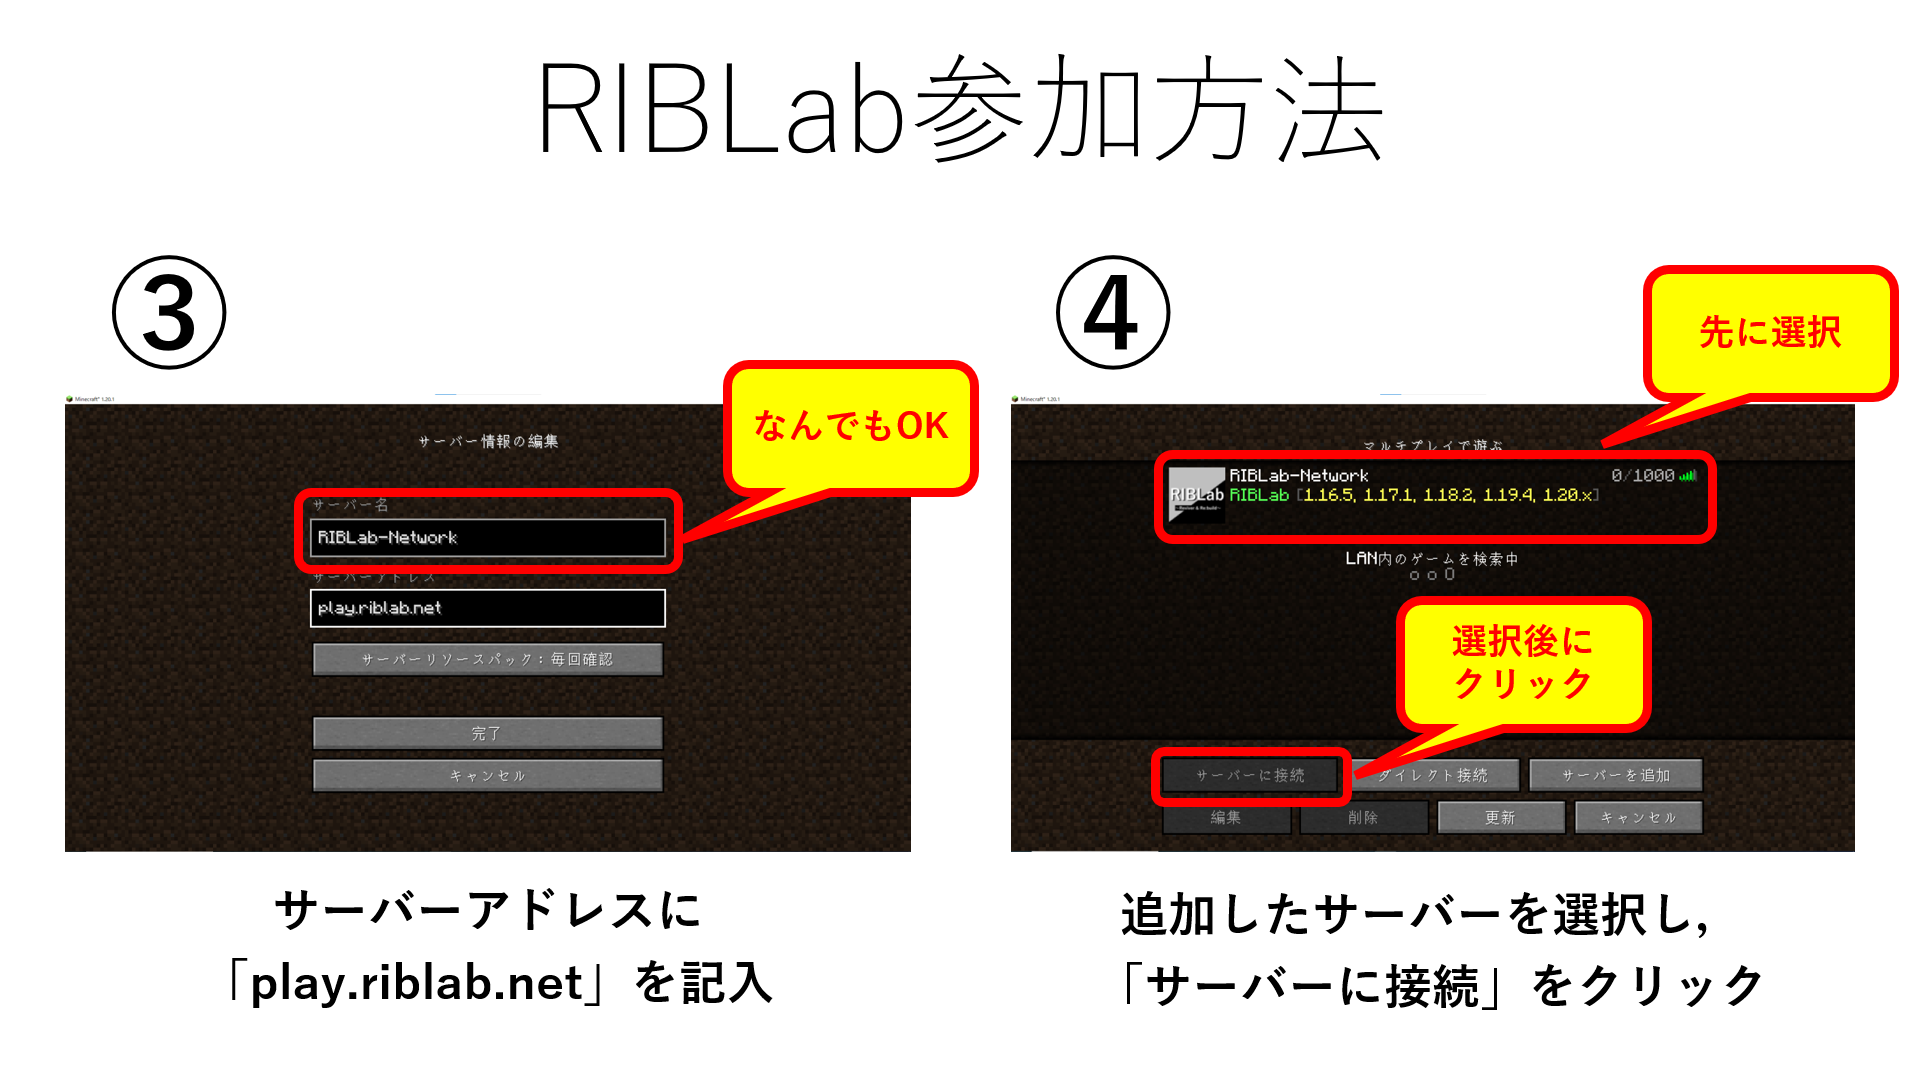 RIBLab参加方法
③
Minecraft* 1.20.1
サーバー情報の編集
なんでもOK
サーバー名
RIBLab-Network
サーバーアドレス
play.riblab.net
サーバーリソースパック：毎回確認
完了
キャンセル
サーバーアドレスに
「play.riblab.net」を記入
④
先に選択
Minecraft* 1.20.1
マルチプレイで遊ぶ
RIBLab
RIBLab-Network
0/1000
RIBLab [1.16.5, 1.17.1, 1.18.2, 1.19.4, 1.20.x]
LAN内のゲームを検索中
o o O
選択後に
クリック
サーバーに接続
ダイレクト接続
サーバーを追加
編集
削除
更新
キャンセル
追加したサーバーを選択し,
「サーバーに接続」をクリック